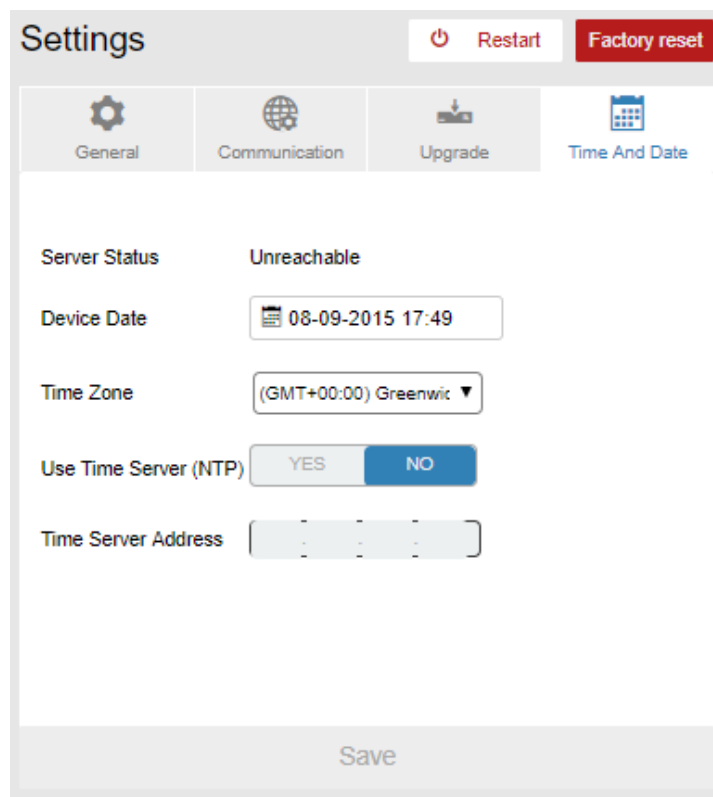 Settings
Restart
Factory reset
General
Communication
Upgrade
Time And Date
Server Status Unreachable
Device Date 08-09-2015 17:49
Time Zone (GMT+00:00) Greenwic
Use Time Server (NTP) YES NO
Time Server Address . . .
Save